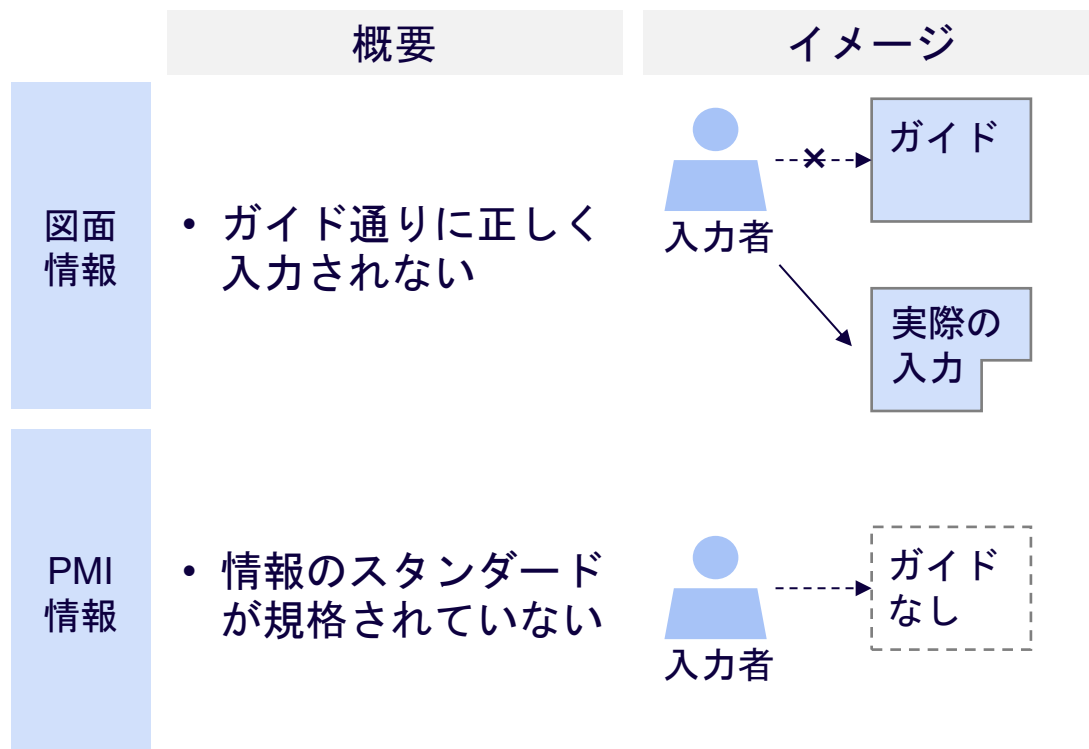 概要
イメージ
図面
情報
• ガイド通りに正しく
入力されない
入力者
ガイド
実際の
入力
PMI
情報
• 情報のスタンダード
が規格されていない
入力者
ガイド
なし